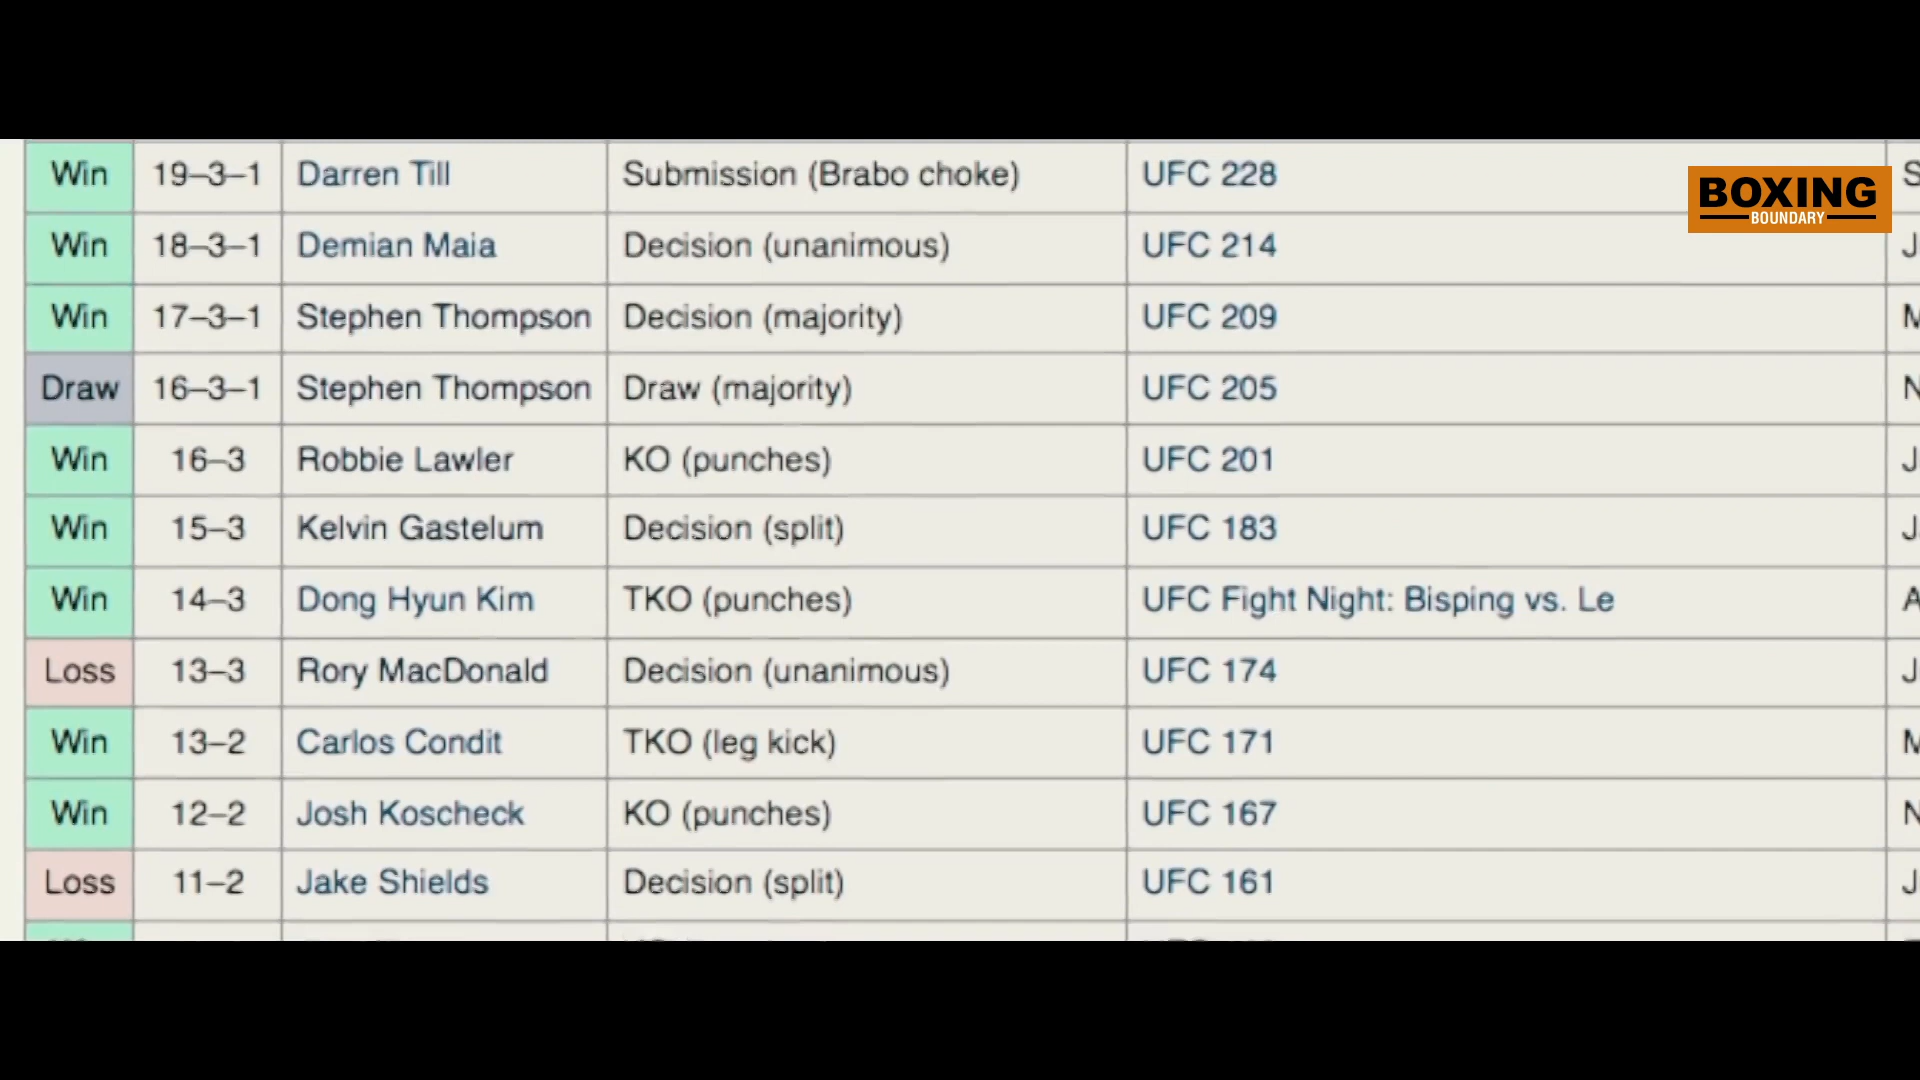 Win 19–3–1 Darren Till Submission (Brabo choke) UFC 228 S
BOXING
BOUNDARY
Win 18–3–1 Demian Maia Decision (unanimous) UFC 214 J
Win 17–3–1 Stephen Thompson Decision (majority) UFC 209 M
Draw 16–3–1 Stephen Thompson Draw (majority) UFC 205 N
Win 16–3 Robbie Lawler KO (punches) UFC 201 J
Win 15–3 Kelvin Gastelum Decision (split) UFC 183 J
Win 14–3 Dong Hyun Kim TKO (punches) UFC Fight Night: Bisping vs. Le A
Loss 13–3 Rory MacDonald Decision (unanimous) UFC 174 J
Win 13–2 Carlos Condit TKO (leg kick) UFC 171 M
Win 12–2 Josh Koscheck KO (punches) UFC 167 N
Loss 11–2 Jake Shields Decision (split) UFC 161 J